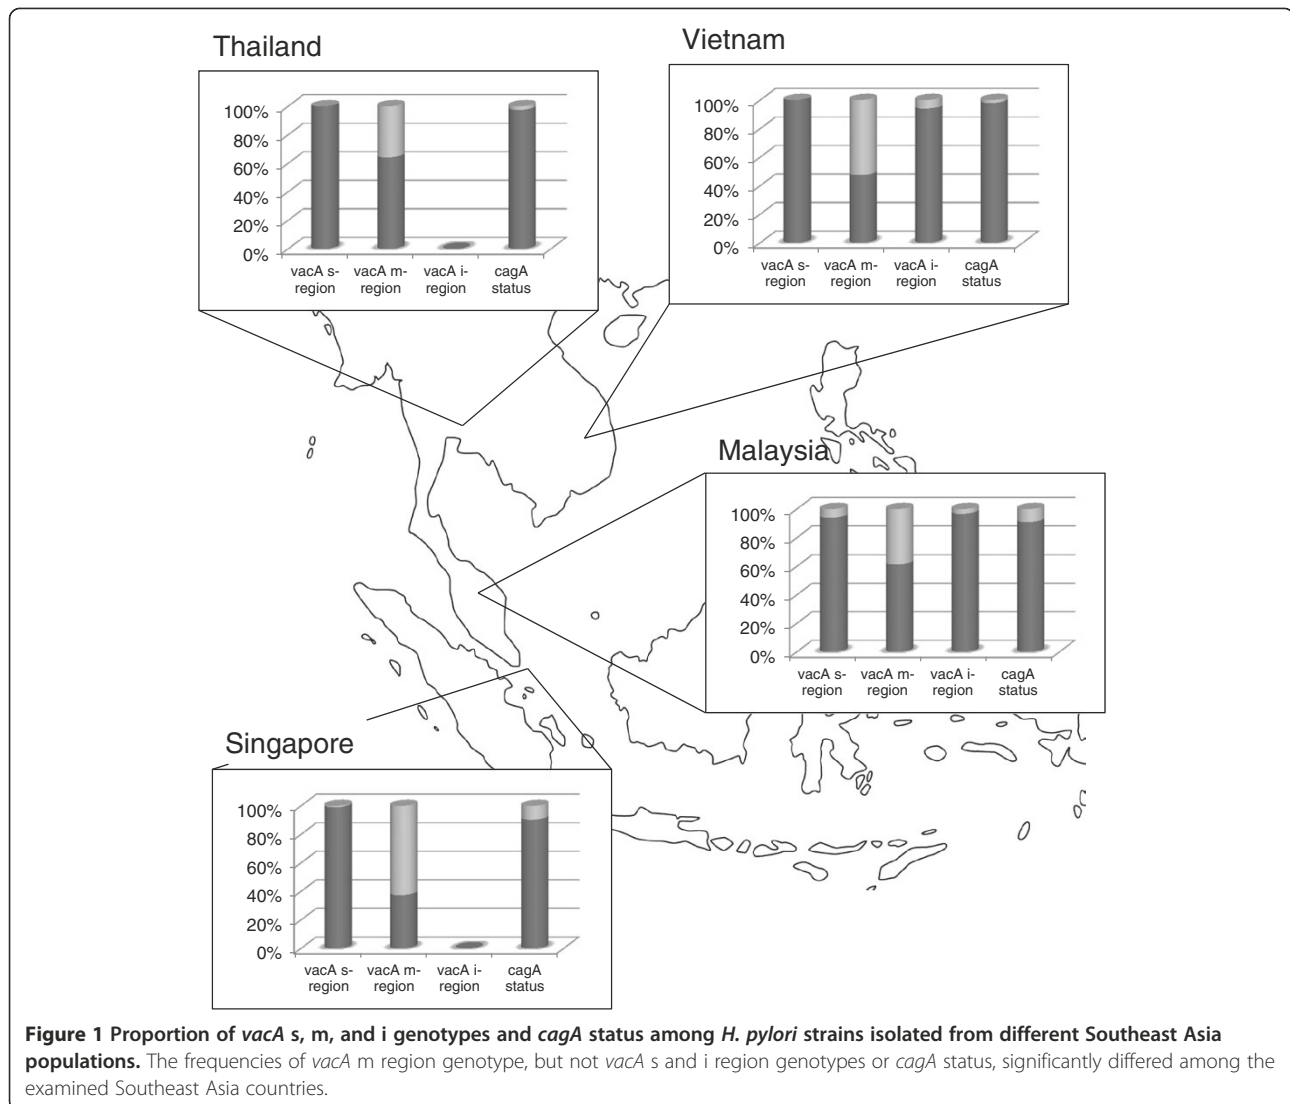 Thailand
100%
80%
60%
40%
20%
0%
vacA s-region
vacA m-region
vacA i-region
cagA status
Vietnam
100%
80%
60%
40%
20%
0%
vacA s-region
vacA m-region
vacA i-region
cagA status
Malaysia
100%
80%
60%
40%
20%
0%
vacA s-region
vacA m-region
vacA i-region
cagA status
Singapore
100%
80%
60%
40%
20%
0%
vacA s-region
vacA m-region
vacA i-region
cagA status
Figure 1 Proportion of vacA s, m, and i genotypes and cagA status among H. pylori strains isolated from different Southeast Asia
populations. The frequencies of vacA m region genotype, but not vacA s and i region genotypes or cagA status, significantly differed among the
examined Southeast Asia countries.